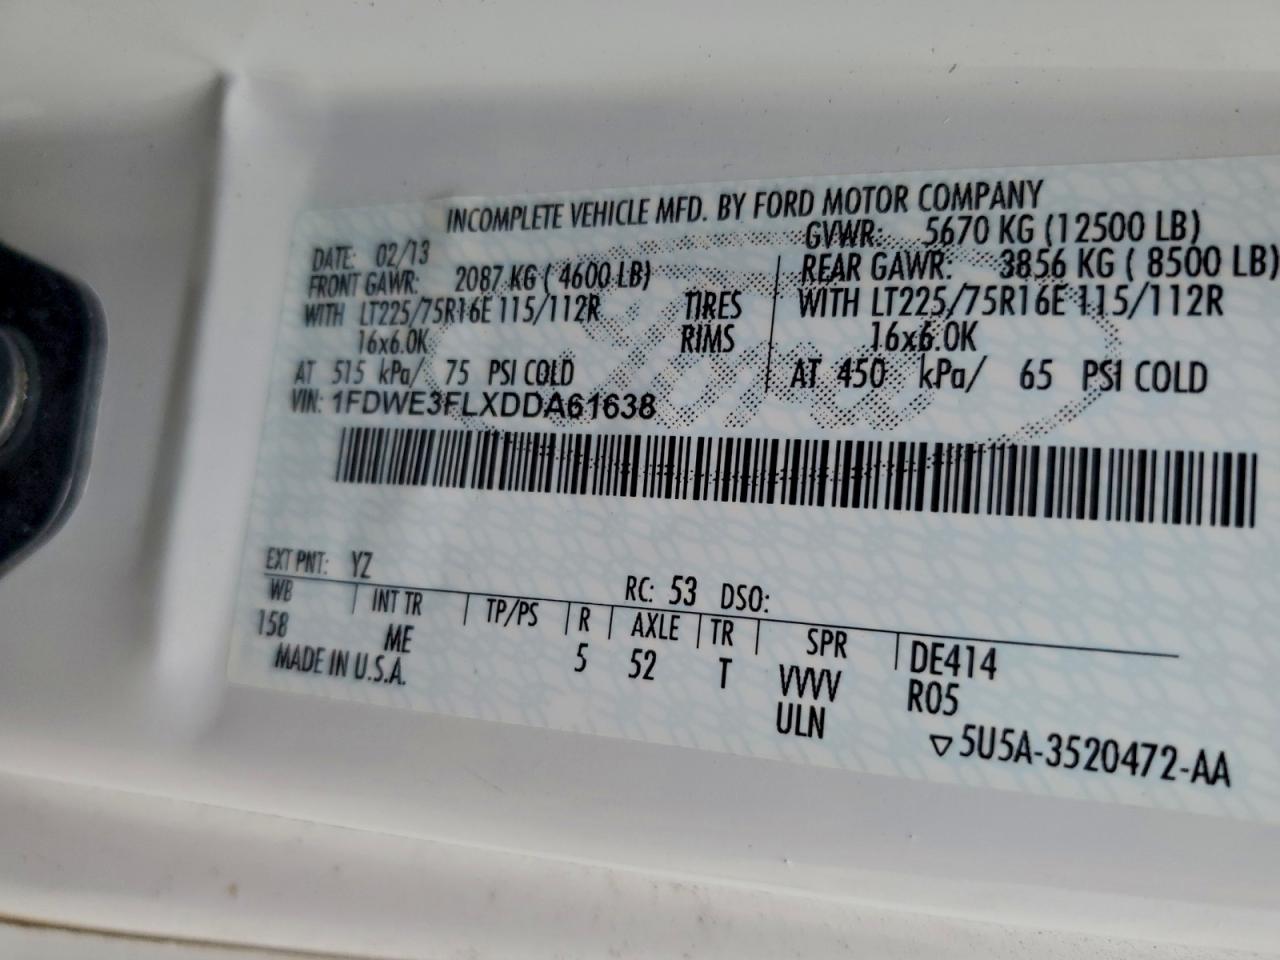 INCOMPLETE VEHICLE MFD. BY FORD MOTOR COMPANY
DATE: 02/13 GVWR: 5670 KG (12500 LB)
FRONT GAWR: 2087 KG ( 4600 LB) REAR GAWR: 3856 KG ( 8500 LB)
WITH LT225/75R16E 115/112R TIRES WITH LT225/75R16E 115/112R
16x6.0K RIMS 16x6.0K
AT 515 kPa/ 75 PSI COLD AT 450 kPa/ 65 PSI COLD
VIN: 1FDWE3FLXDDA61638
EXT PNT: YZ RC: 53 DSO:
WB INT TR TP/PS R AXLE TR SPR DE414
158 ME 5 52 T VVVV R05
MADE IN U.S.A. ULN ▽5U5A-3520472-AA